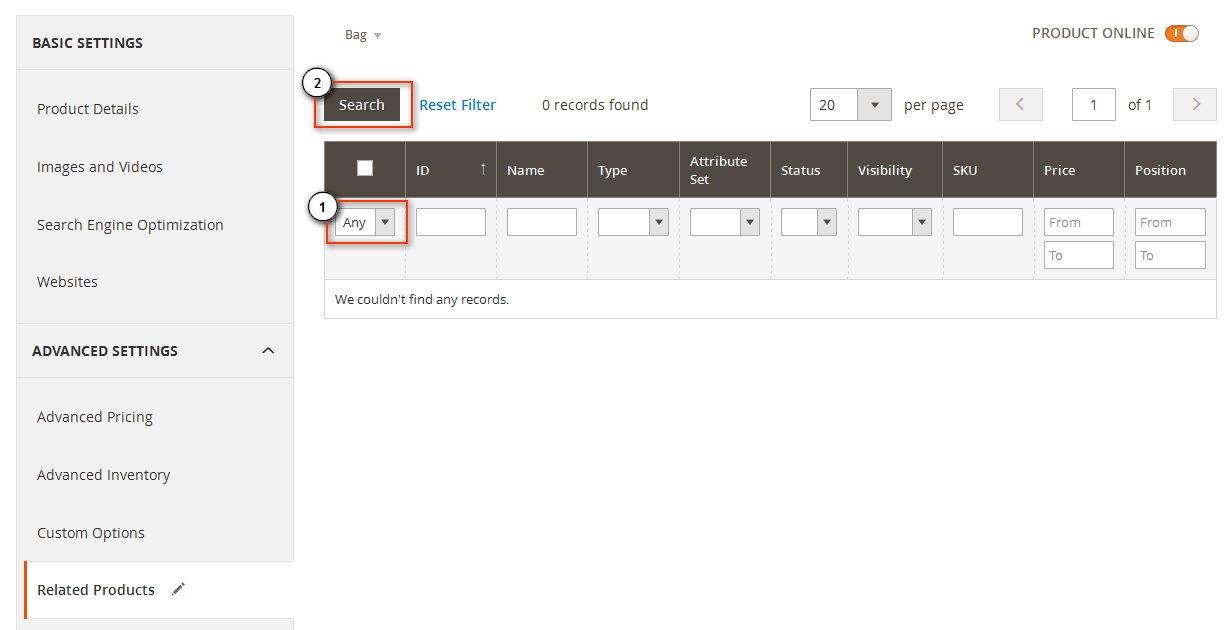 BASIC SETTINGS
Product Details
Images and Videos
Search Engine Optimization
Websites
ADVANCED SETTINGS
Advanced Pricing
Advanced Inventory
Custom Options
Related Products
Bag
PRODUCT ONLINE
2
Search Reset Filter 0 records found 20 per page 1 of 1
ID ↑ Name Type Attribute Set Status Visibility SKU Price Position
1
Any From From
To To
We couldn't find any records.